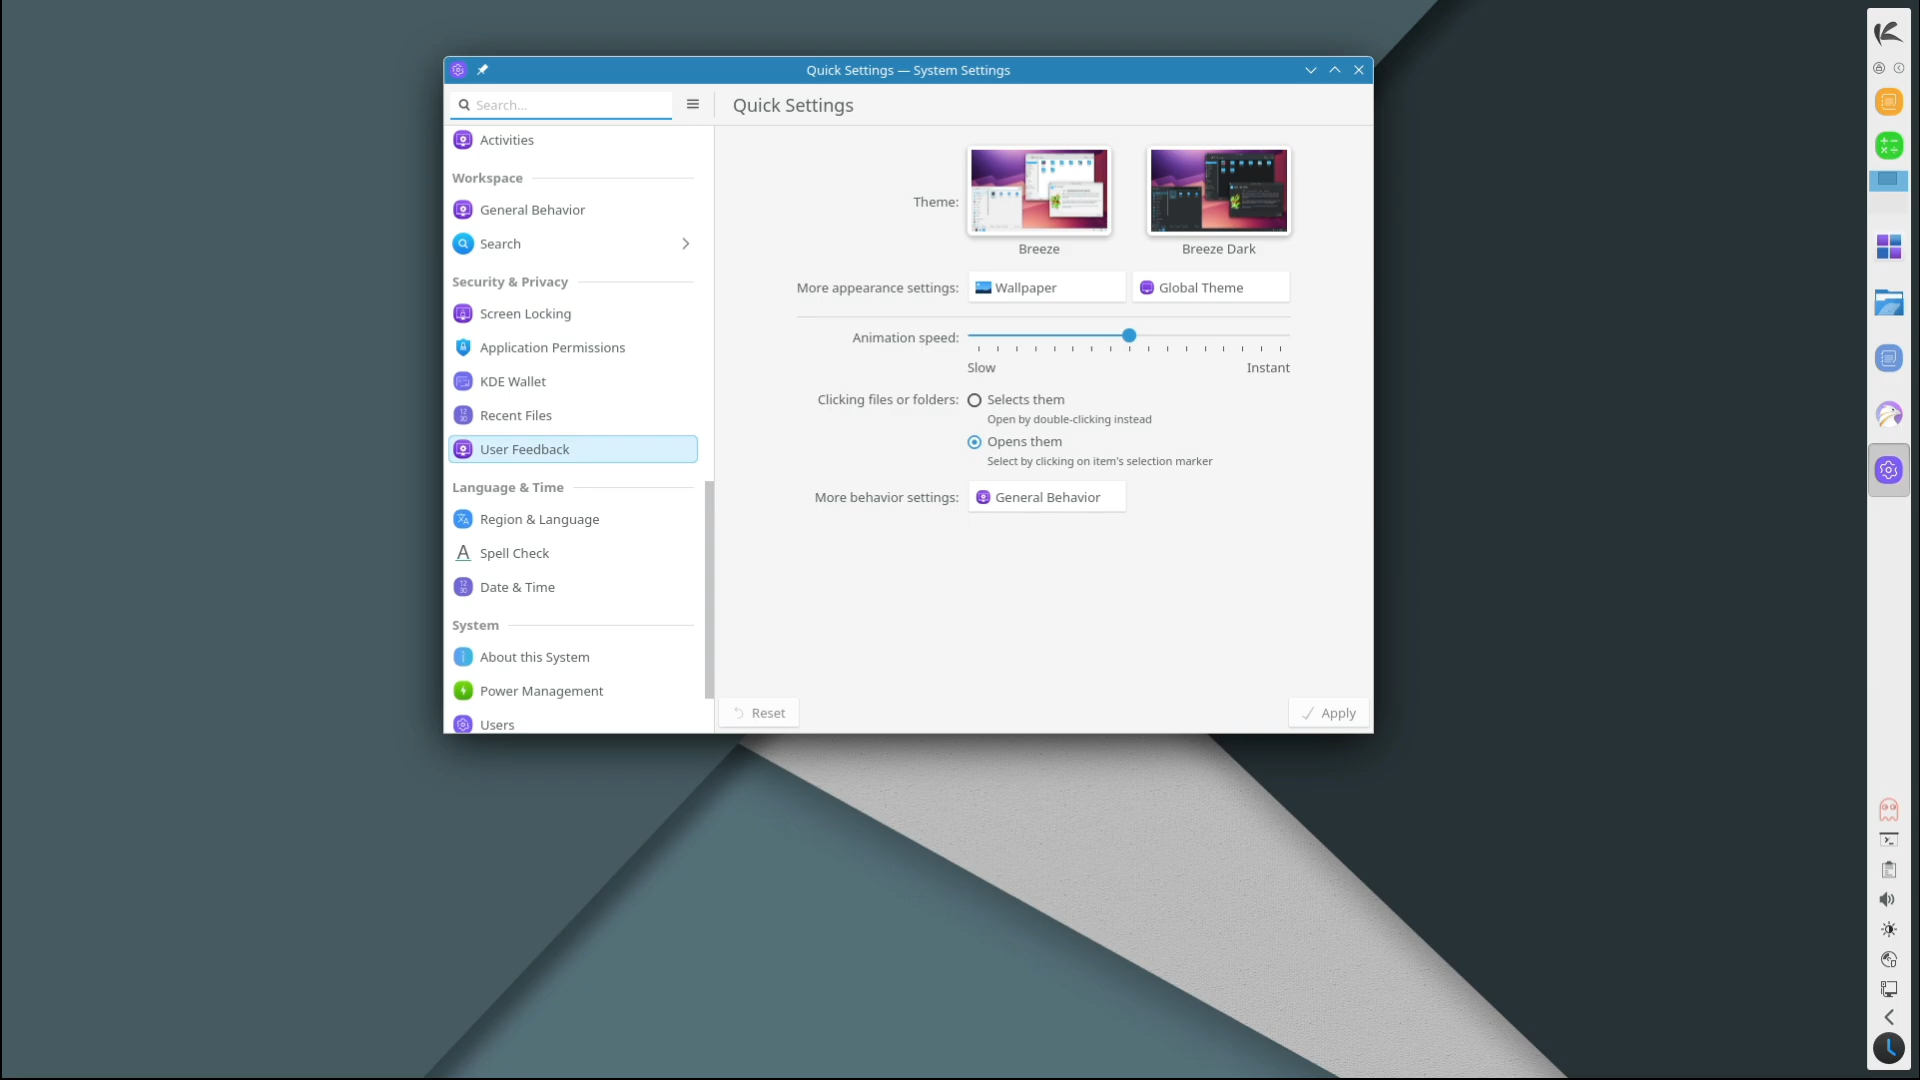 Quick Settings — System Settings
Search...
Quick Settings
Activities
Workspace
General Behavior
Search
Security & Privacy
Screen Locking
Application Permissions
KDE Wallet
Recent Files
User Feedback
Language & Time
Region & Language
Spell Check
Date & Time
System
About this System
Power Management
Users
Theme:
Breeze
Breeze Dark
More appearance settings:
Wallpaper
Global Theme
Animation speed:
Slow
Instant
Clicking files or folders:
Selects them
Open by double-clicking instead
Opens them
Select by clicking on item's selection marker
More behavior settings:
General Behavior
Reset
Apply